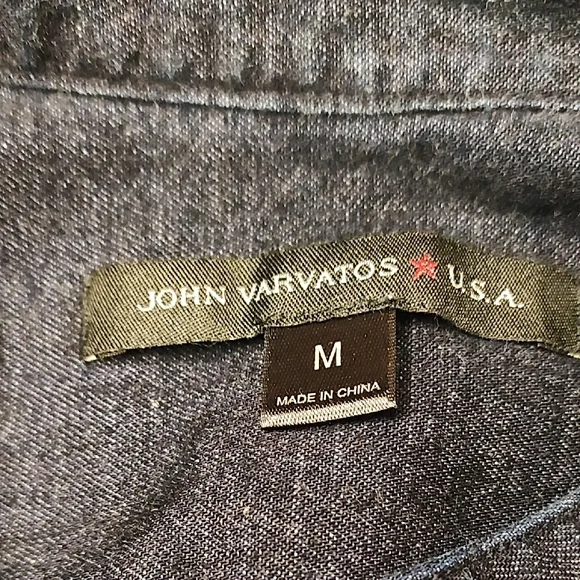 JOHN VARVATOS ★ U.S.A.
M
MADE IN CHINA